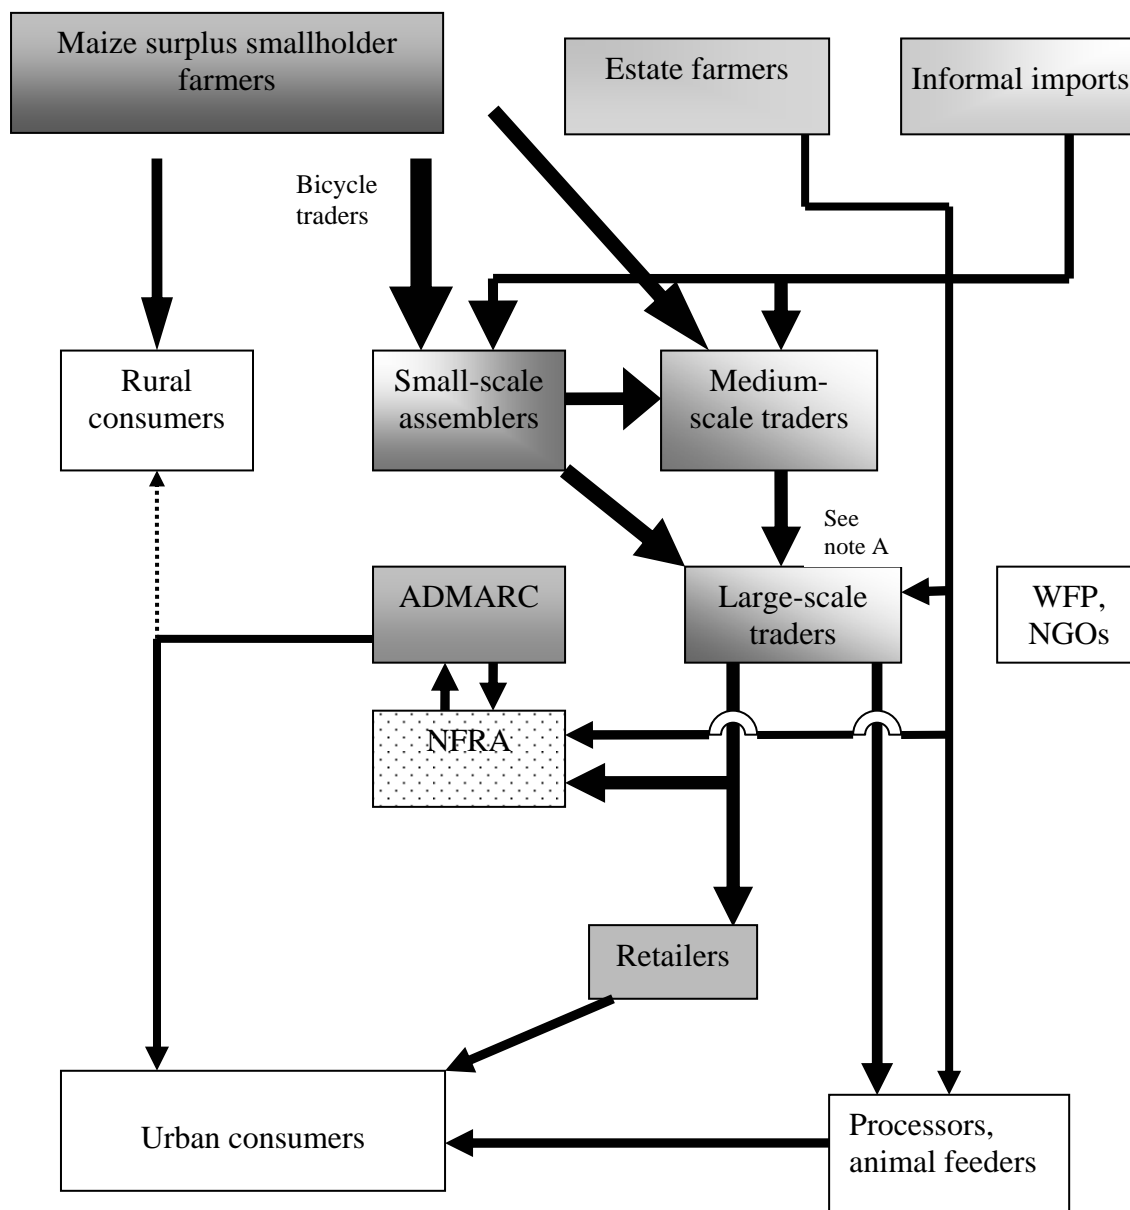 Maize surplus smallholder
farmers
Estate farmers
Informal imports
Bicycle
traders
Rural
consumers
Small-scale
assemblers
Medium-
scale traders
See
note A
ADMARC
Large-scale
traders
WFP,
NGOs
NFRA
Retailers
Urban consumers
Processors,
animal feeders